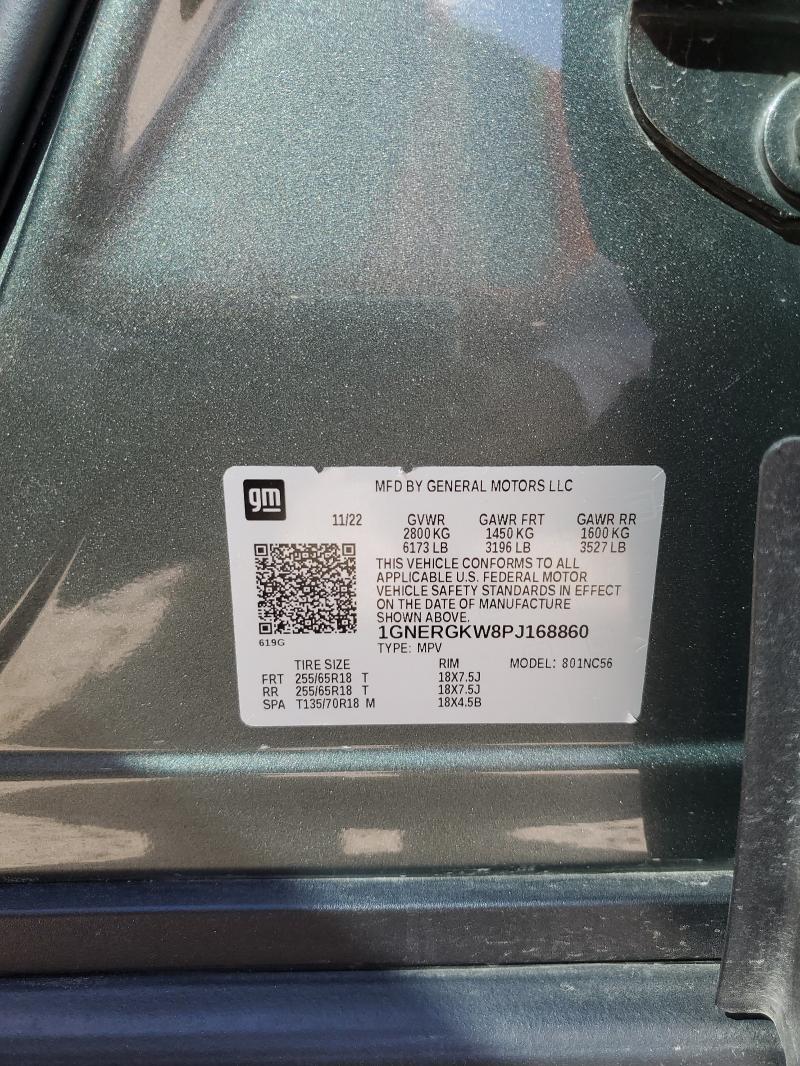 gm
MFD BY GENERAL MOTORS LLC
11/22 GVWR GAWR FRT GAWR RR
2800 KG 1450 KG 1600 KG
6173 LB 3196 LB 3527 LB
THIS VEHICLE CONFORMS TO ALL
APPLICABLE U.S. FEDERAL MOTOR
VEHICLE SAFETY STANDARDS IN EFFECT
ON THE DATE OF MANUFACTURE
SHOWN ABOVE.
619G
1GNERGKW8PJ168860
TYPE: MPV
TIRE SIZE RIM MODEL: 801NC56
FRT 255/65R18 T 18X7.5J
RR 255/65R18 T 18X7.5J
SPA T135/70R18 M 18X4.5B